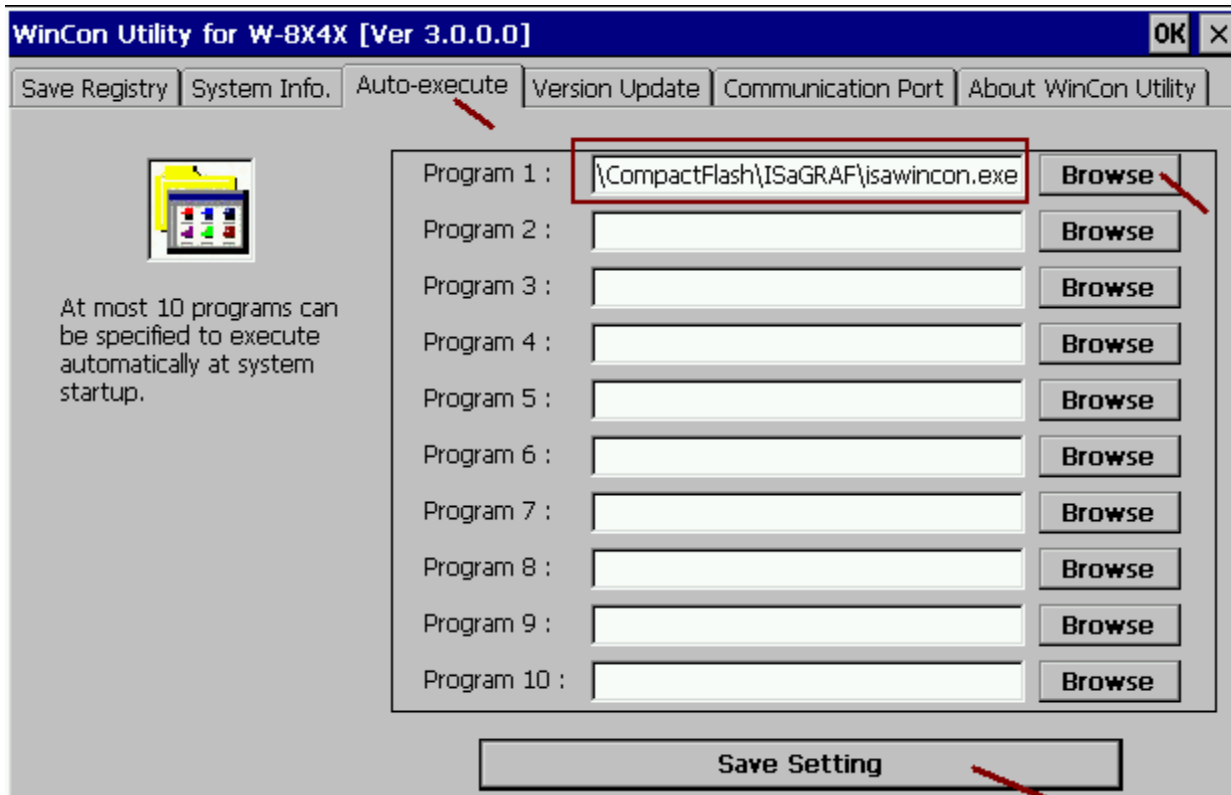 WinCon Utility for W-8X4X [Ver 3.0.0.0] OK ×
Save Registry System Info. Auto-execute Version Update Communication Port About WinCon Utility
At most 10 programs can
be specified to execute
automatically at system
startup.
Program 1 : \CompactFlash\ISaGRAF\isawincon.exe Browse
Program 2 : Browse
Program 3 : Browse
Program 4 : Browse
Program 5 : Browse
Program 6 : Browse
Program 7 : Browse
Program 8 : Browse
Program 9 : Browse
Program 10 : Browse
Save Setting